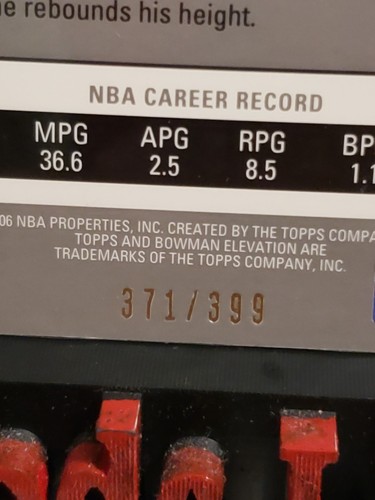 e rebounds his height.
NBA CAREER RECORD
MPG APG RPG BP
36.6 2.5 8.5 1.1
06 NBA PROPERTIES, INC. CREATED BY THE TOPPS COMPA
TOPPS AND BOWMAN ELEVATION ARE
TRADEMARKS OF THE TOPPS COMPANY, INC.
371/399